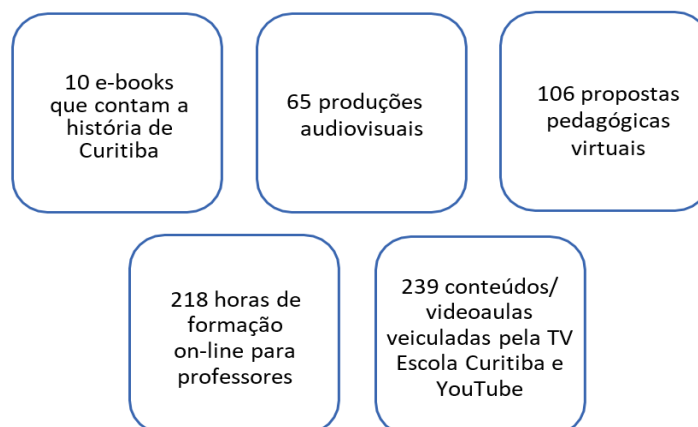 10 e-books
que contam a
história de
Curitiba
65 produções
audiovisuais
106 propostas
pedagógicas
virtuais
218 horas de
formação
on-line para
professores
239 conteúdos/
videoaulas
veiculadas pela TV
Escola Curitiba e
YouTube